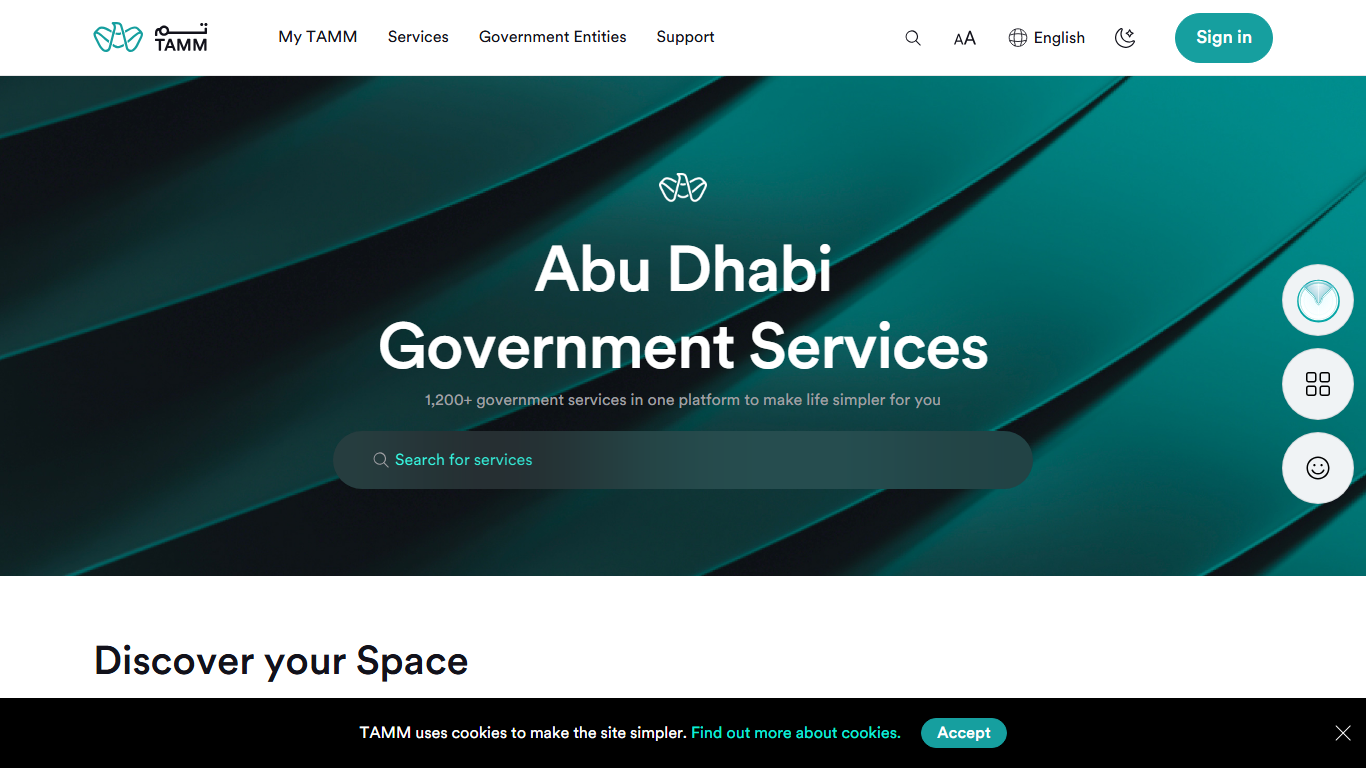 تم
TAMM
My TAMM
Services
Government Entities
Support
AA
English
Sign in
Abu Dhabi
Government Services
1,200+ government services in one platform to make life simpler for you
Search for services
Discover your Space
TAMM uses cookies to make the site simpler. Find out more about cookies.
Accept